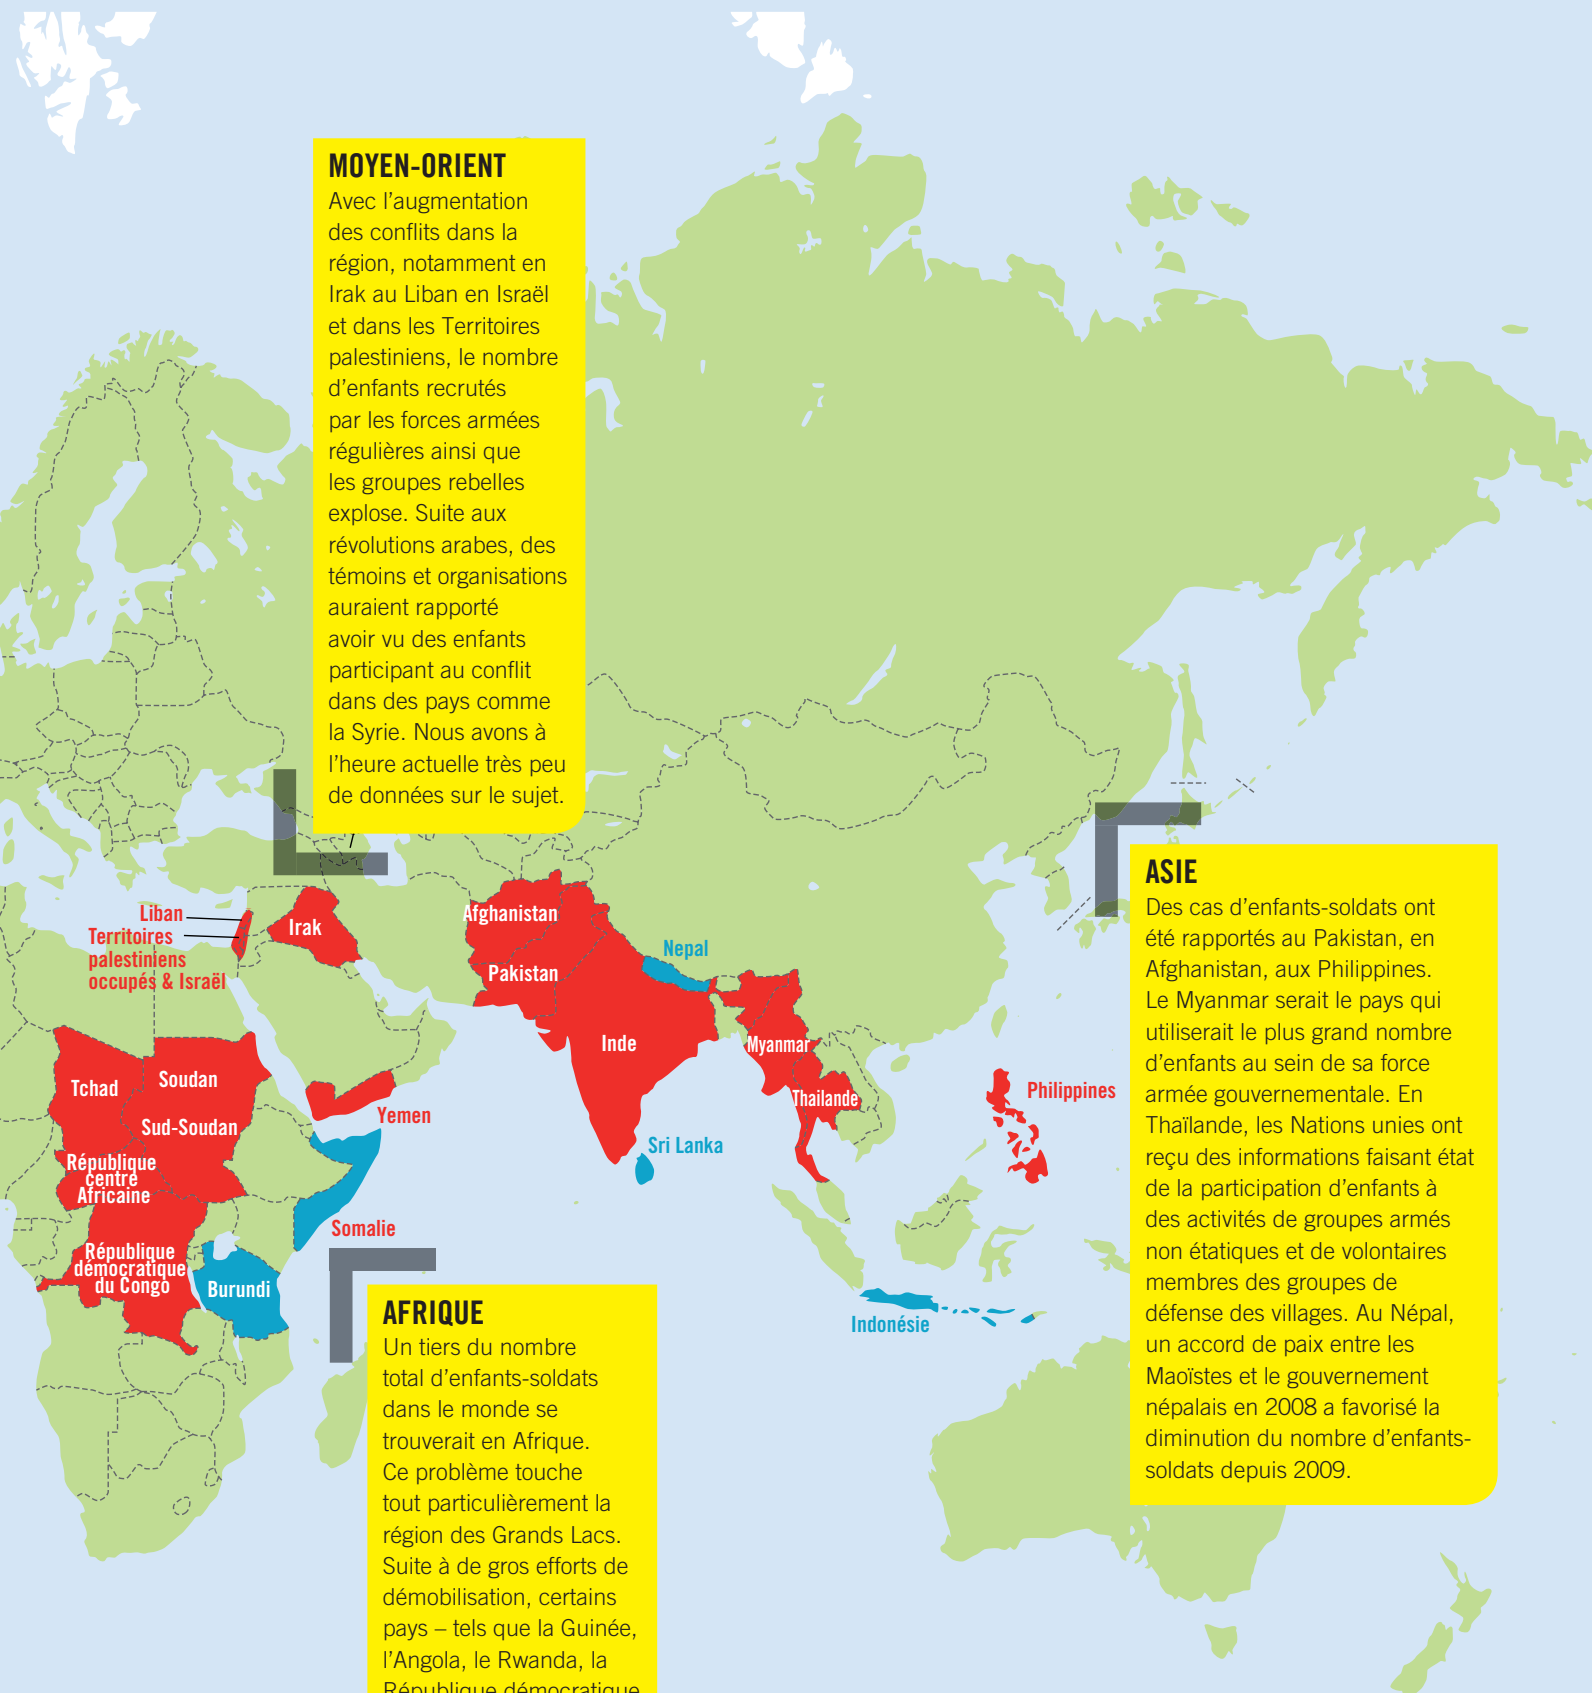 MOYEN-ORIENT
Avec l’augmentation
des conflits dans la
région, notamment en
Irak au Liban en Israël
et dans les Territoires
palestiniens, le nombre
d’enfants recrutés
par les forces armées
régulières ainsi que
les groupes rebelles
explose. Suite aux
révolutions arabes, des
témoins et organisations
auraient rapporté
avoir vu des enfants
participant au conflit
dans des pays comme
la Syrie. Nous avons à
l’heure actuelle très peu
de données sur le sujet.
Liban
Territoires
palestiniens
occupés & Israël
Irak
Afghanistan
Pakistan
Nepal
Inde
Myanmar
Thailande
Philippines
Sri Lanka
Indonésie
Tchad
Soudan
Sud-Soudan
Yemen
République
centre
Africaine
Somalie
République
démocratique
du Congo
Burundi
ASIE
Des cas d’enfants-soldats ont
été rapportés au Pakistan, en
Afghanistan, aux Philippines.
Le Myanmar serait le pays qui
utiliserait le plus grand nombre
d’enfants au sein de sa force
armée gouvernementale. En
Thaïlande, les Nations unies ont
reçu des informations faisant état
de la participation d’enfants à
des activités de groupes armés
non étatiques et de volontaires
membres des groupes de
défense des villages. Au Népal,
un accord de paix entre les
Maoïstes et le gouvernement
népalais en 2008 a favorisé la
diminution du nombre d’enfants-
soldats depuis 2009.
AFRIQUE
Un tiers du nombre
total d’enfants-soldats
dans le monde se
trouverait en Afrique.
Ce problème touche
tout particulièrement la
région des Grands Lacs.
Suite à de gros efforts de
démobilisation, certains
pays – tels que la Guinée,
l’Angola, le Rwanda, la
République démocratique